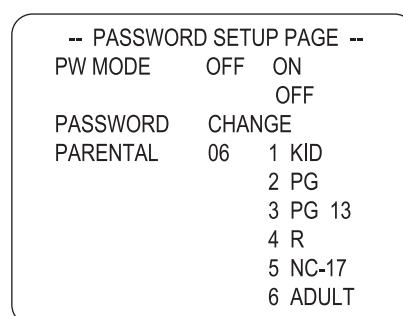 -- PASSWORD SETUP PAGE --
PW MODE OFF ON
OFF
PASSWORD CHANGE
PARENTAL 06 1 KID
2 PG
3 PG 13
4 R
5 NC-17
6 ADULT